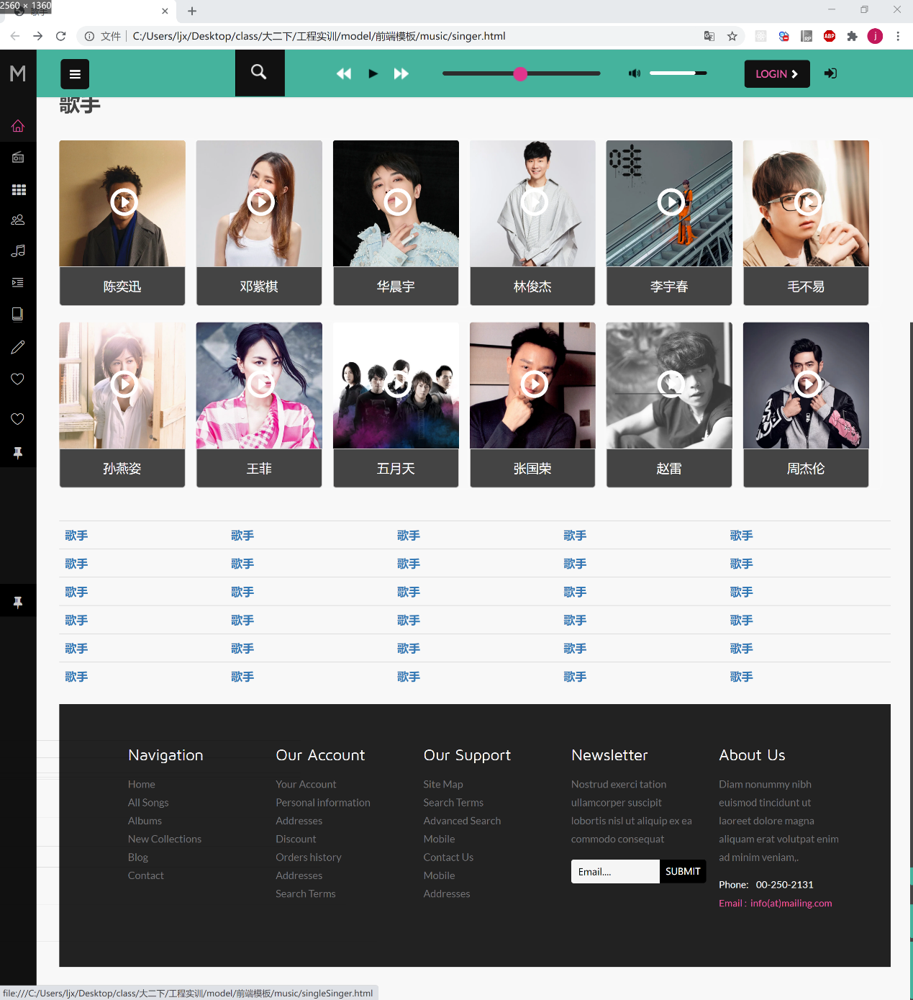 2560 × 1360
歌手
文件
C:/Users/ljx/Desktop/class/大二下/工程实训/model/前端模板/music/singer.html
RP
ABP
j
M
LOGIN
歌手
陈奕迅
邓紫棋
华晨宇
林俊杰
李宇春
毛不易
孙燕姿
王菲
五月天
张国荣
赵雷
周杰伦
歌手 歌手 歌手 歌手 歌手
歌手 歌手 歌手 歌手 歌手
歌手 歌手 歌手 歌手 歌手
歌手 歌手 歌手 歌手 歌手
歌手 歌手 歌手 歌手 歌手
歌手 歌手 歌手 歌手 歌手
Navigation
Home
All Songs
Albums
New Collections
Blog
Contact
Our Account
Your Account
Personal information
Addresses
Discount
Orders history
Addresses
Search Terms
Our Support
Site Map
Search Terms
Advanced Search
Mobile
Contact Us
Mobile
Addresses
Newsletter
Nostrud exerci tation
ullamcorper suscipit
lobortis nisl ut aliquip ex ea
commodo consequat
Email....
SUBMIT
About Us
Diam nonummy nibh
euismod tincidunt ut
laoreet dolore magna
aliquam erat volutpat enim
ad minim veniam,.
Phone: 00-250-2131
Email : info(at)mailing.com
file:///C:/Users/ljx/Desktop/class/大二下/工程实训/model/前端模板/music/singleSinger.html